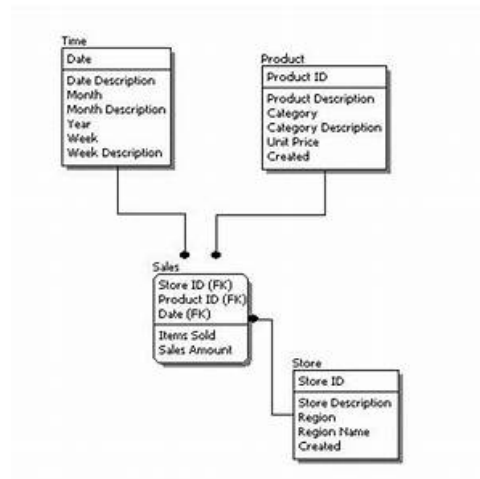 Time
Date
Date Description
Month
Month Description
Year
Week
Week Description
Product
Product ID
Product Description
Category
Category Description
Unit Price
Created
Sales
Store ID (FK)
Product ID (FK)
Date (FK)
Items Sold
Sales Amount
Store
Store ID
Store Description
Region
Region Name
Created